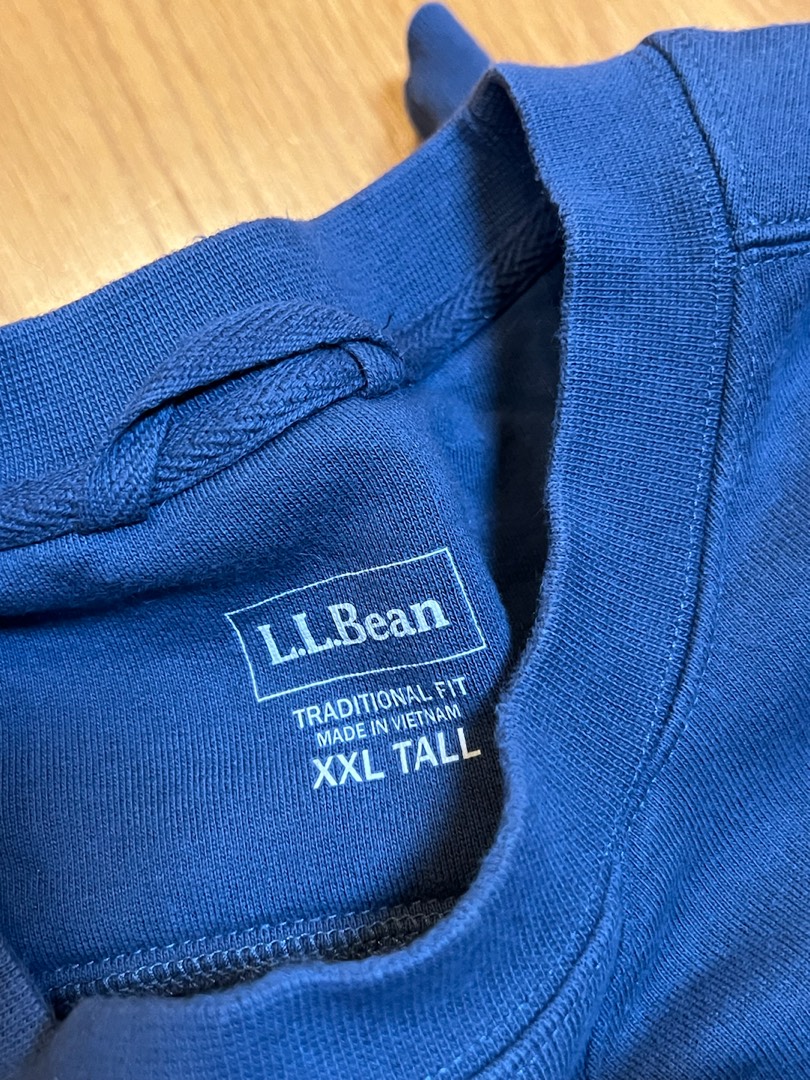 L.L.Bean
TRADITIONAL FIT
MADE IN VIETNAM
XXL TALL